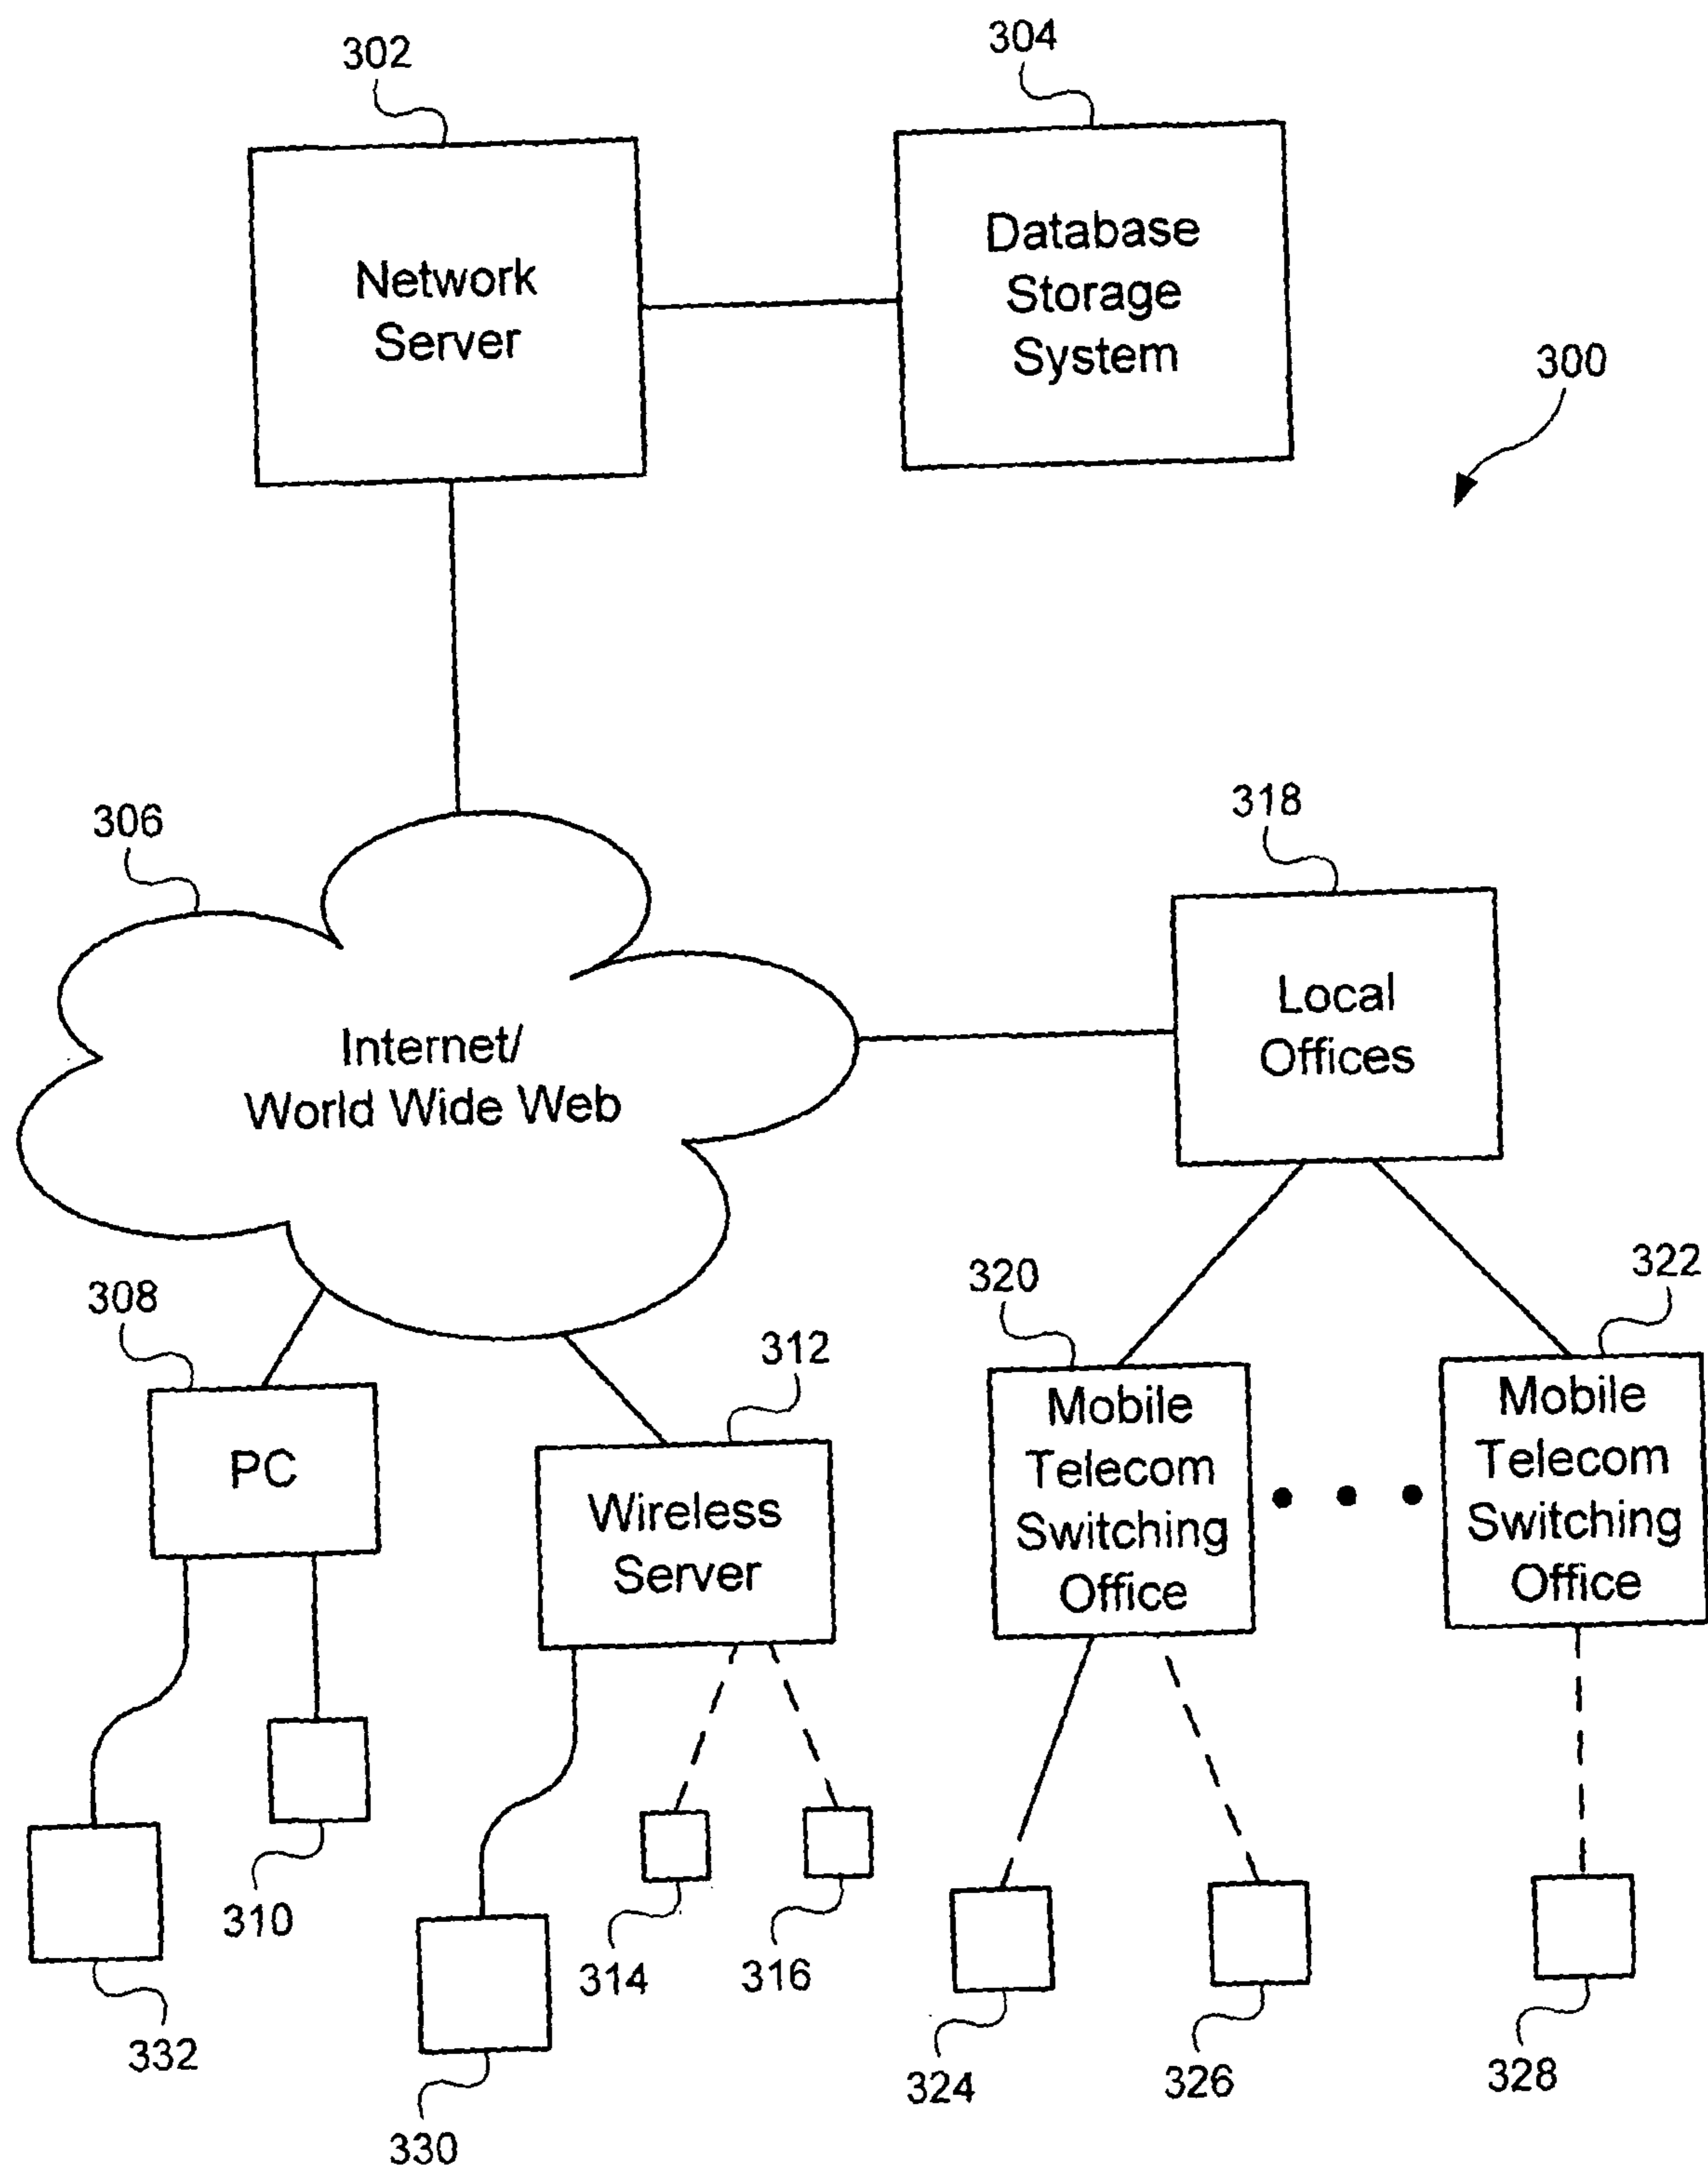 302
304
Network
Server
Database
Storage
System
300
306
318
Internet/
World Wide Web
Local
Offices
308
312
320
322
PC
Wireless
Server
Mobile
Telecom
Switching
Office
Mobile
Telecom
Switching
Office
310
314
316
332
330
324
326
328